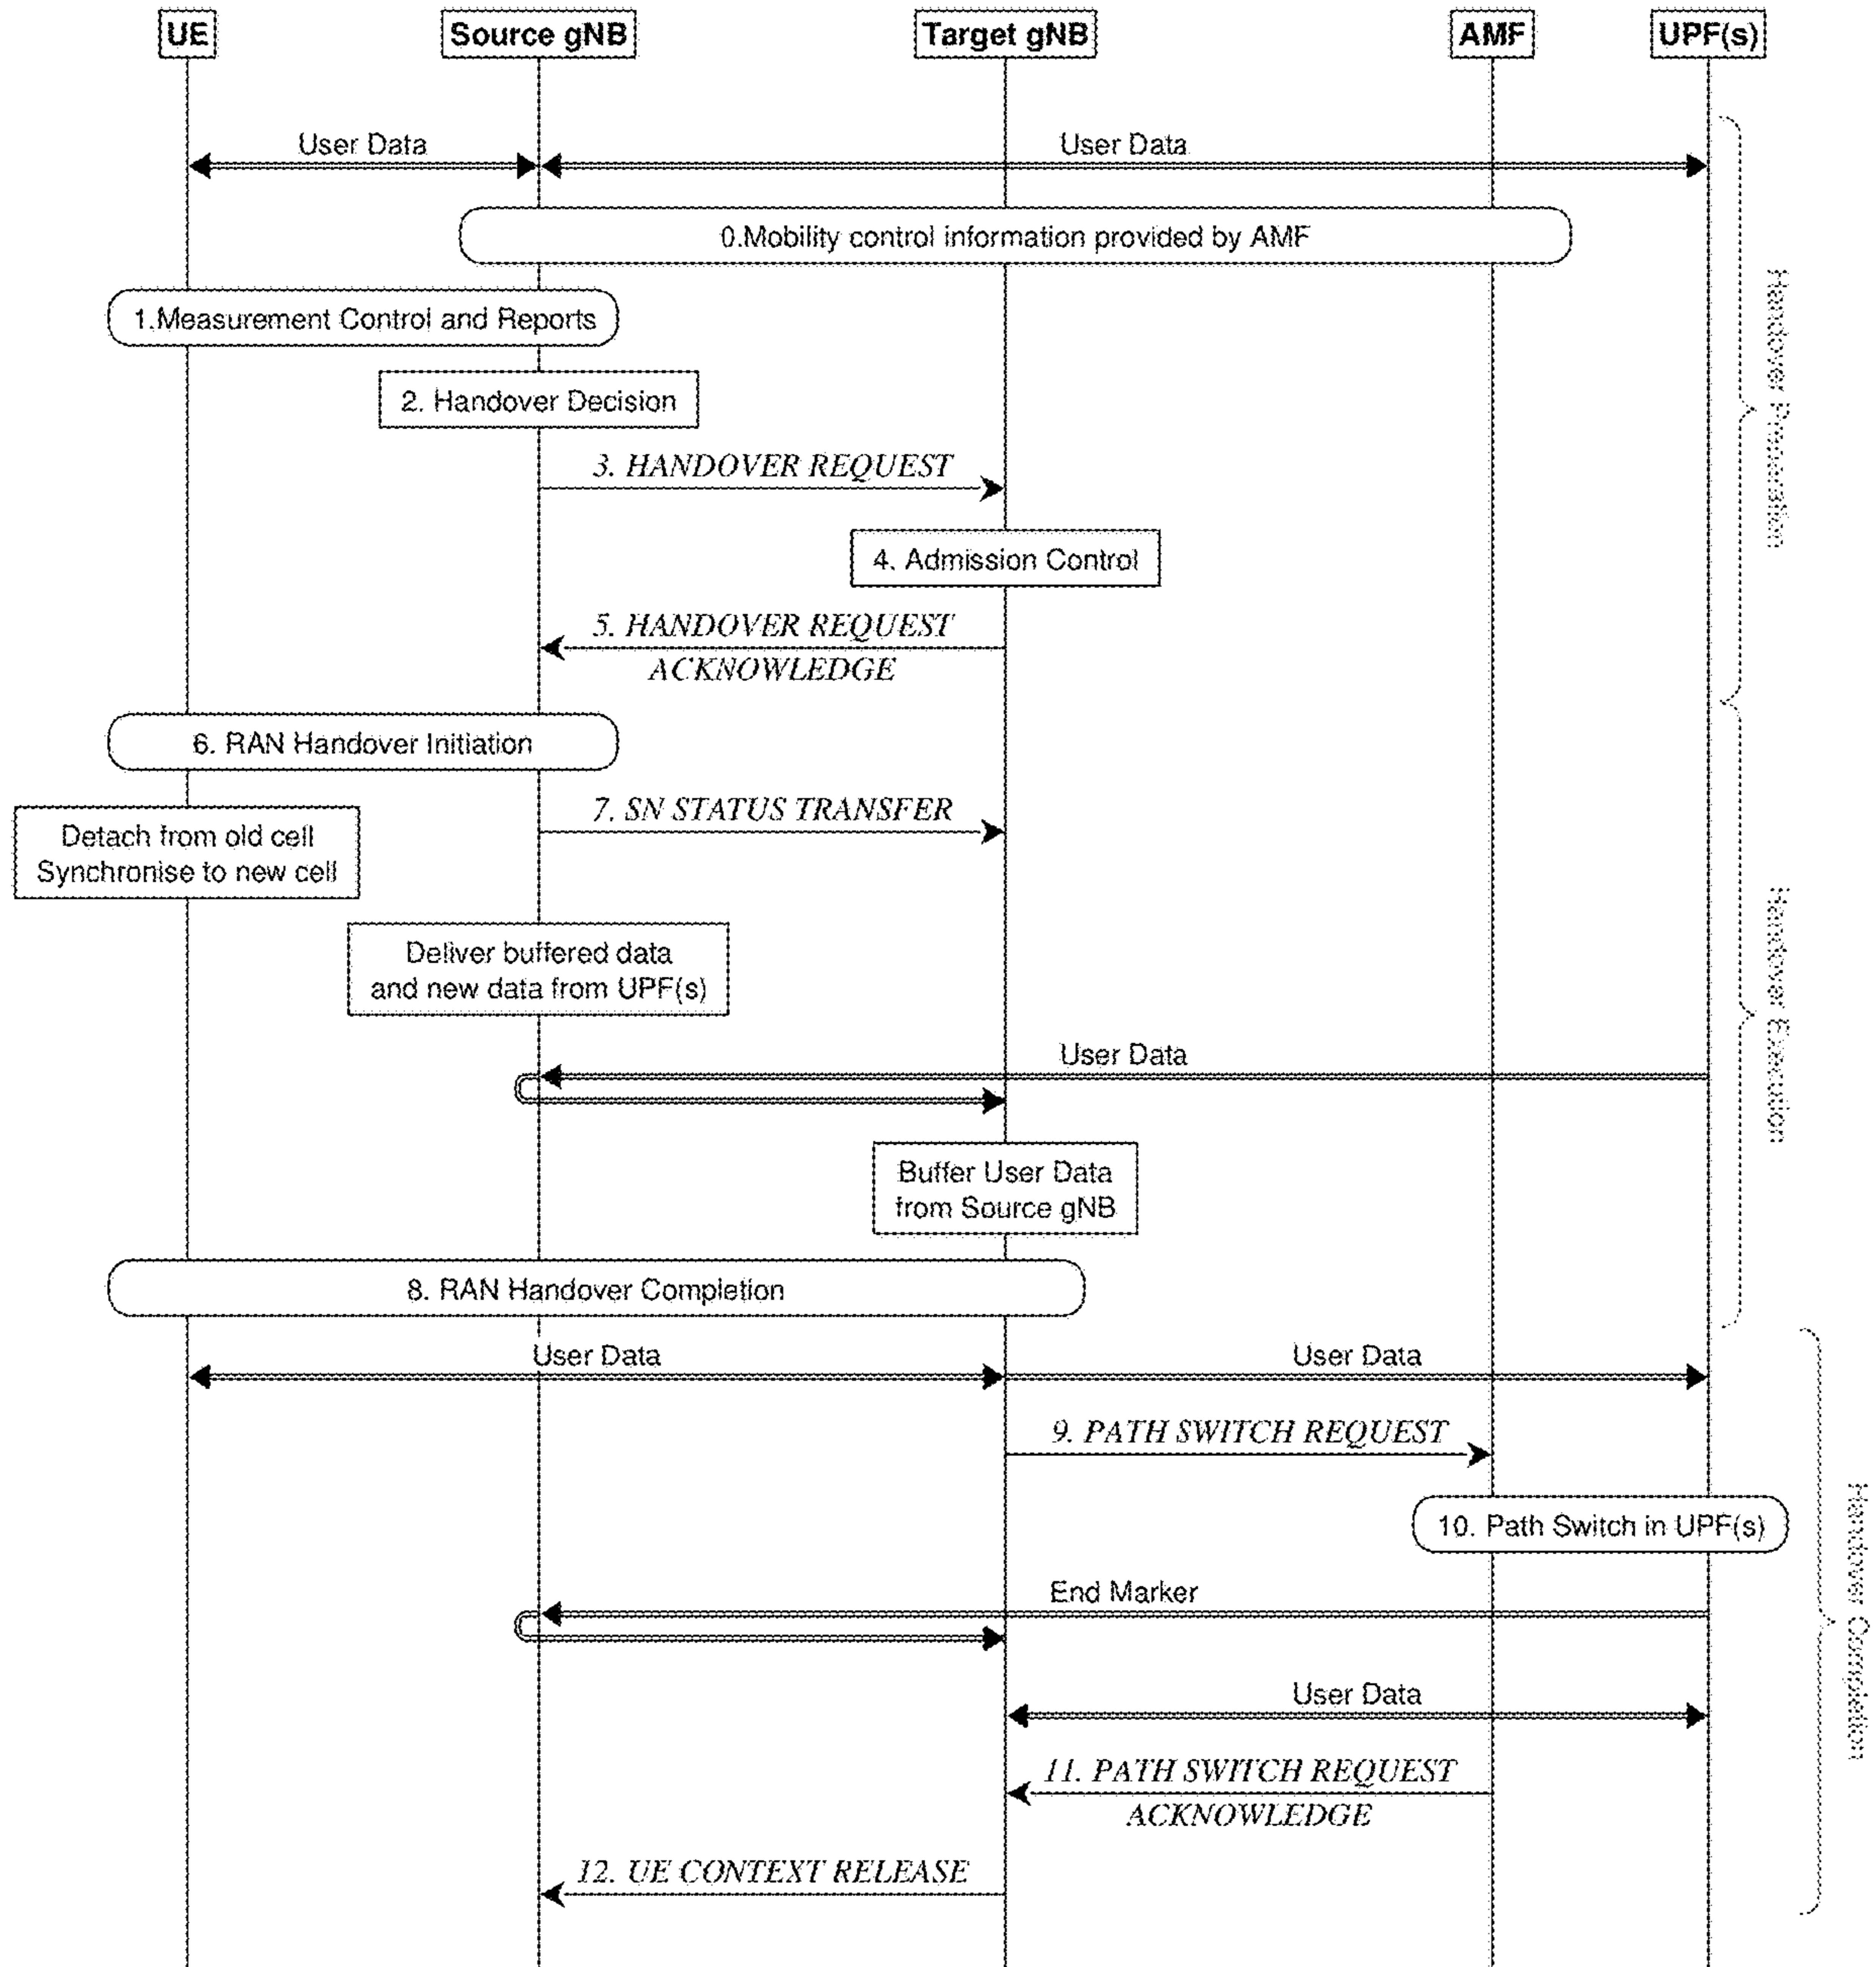 UE
Source gNB
Target gNB
AMF
UPF(s)
User Data
User Data
0.Mobility control information provided by AMF
1.Measurement Control and Reports
2. Handover Decision
3. HANDOVER REQUEST
4. Admission Control
5. HANDOVER REQUEST
ACKNOWLEDGE
Handover Preparation
6. RAN Handover Initiation
7. SN STATUS TRANSFER
Detach from old cell
Synchronise to new cell
Deliver buffered data
and new data from UPF(s)
User Data
Buffer User Data
from Source gNB
Handover Execution
8. RAN Handover Completion
User Data
User Data
9. PATH SWITCH REQUEST
10. Path Switch in UPF(s)
End Marker
User Data
11. PATH SWITCH REQUEST
ACKNOWLEDGE
12. UE CONTEXT RELEASE
Handover Completion